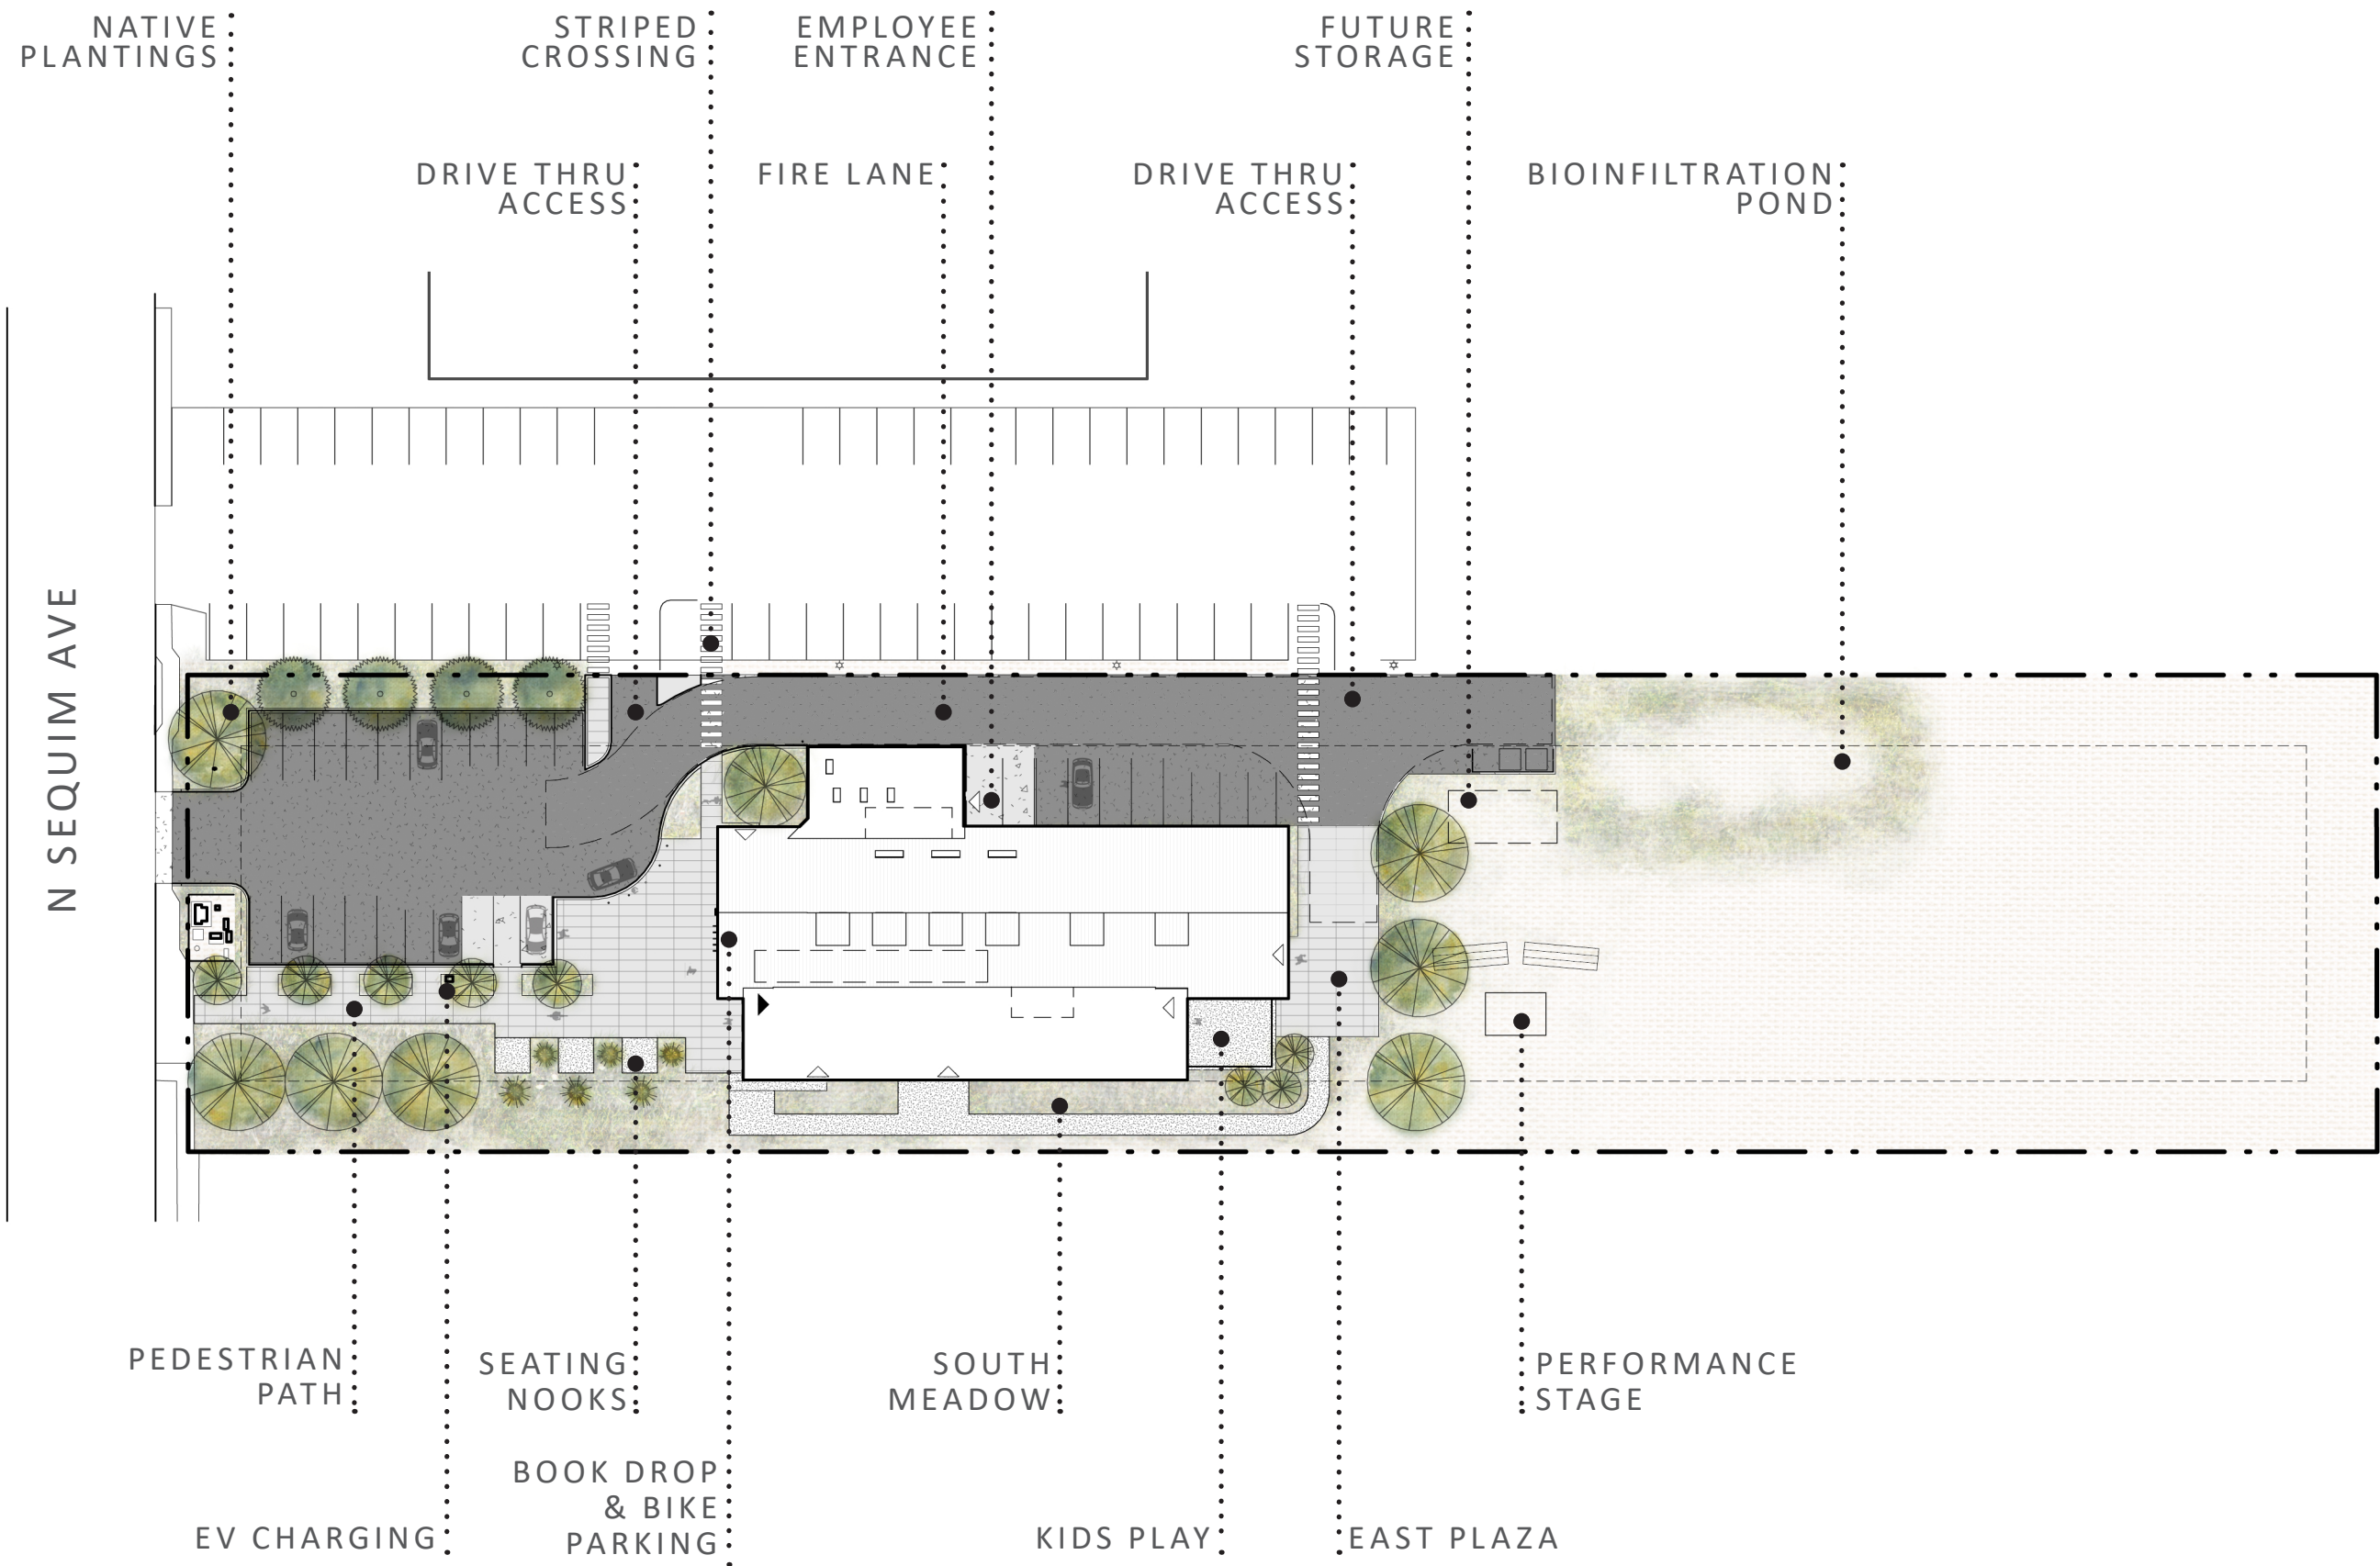 NATIVE
PLANTINGS
STRIPED
CROSSING
EMPLOYEE
ENTRANCE
FUTURE
STORAGE
DRIVE THRU
ACCESS
FIRE LANE
DRIVE THRU
ACCESS
BIOINFILTRATION
POND
N SEQUIM AVE
PEDESTRIAN
PATH
SEATING
NOOKS
SOUTH
MEADOW
PERFORMANCE
STAGE
EV CHARGING
BOOK DROP
& BIKE
PARKING
KIDS PLAY
EAST PLAZA